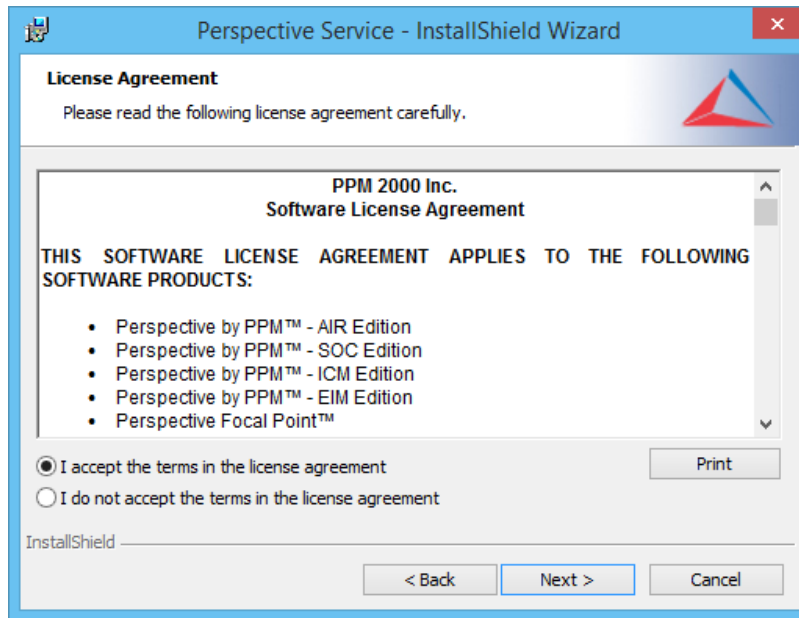 Perspective Service - InstallShield Wizard
License Agreement
Please read the following license agreement carefully.
PPM 2000 Inc.
Software License Agreement
THIS SOFTWARE LICENSE AGREEMENT APPLIES TO THE FOLLOWING
SOFTWARE PRODUCTS:
• Perspective by PPM™ - AIR Edition
• Perspective by PPM™ - SOC Edition
• Perspective by PPM™ - ICM Edition
• Perspective by PPM™ - EIM Edition
• Perspective Focal Point™
I accept the terms in the license agreement
Print
I do not accept the terms in the license agreement
InstallShield
< Back Next > Cancel